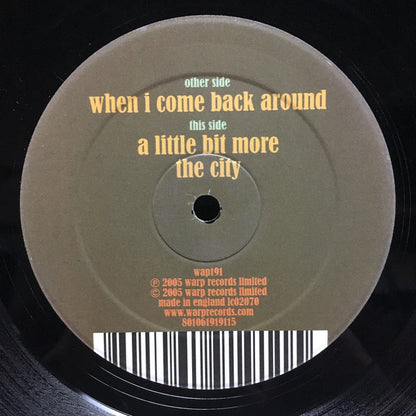 other side
when i come back around
this side
a little bit more
the city
wap191
℗ 2005 warp records limited
© 2005 warp records limited
made in england lc02070
www.warprecords.com
801061919115